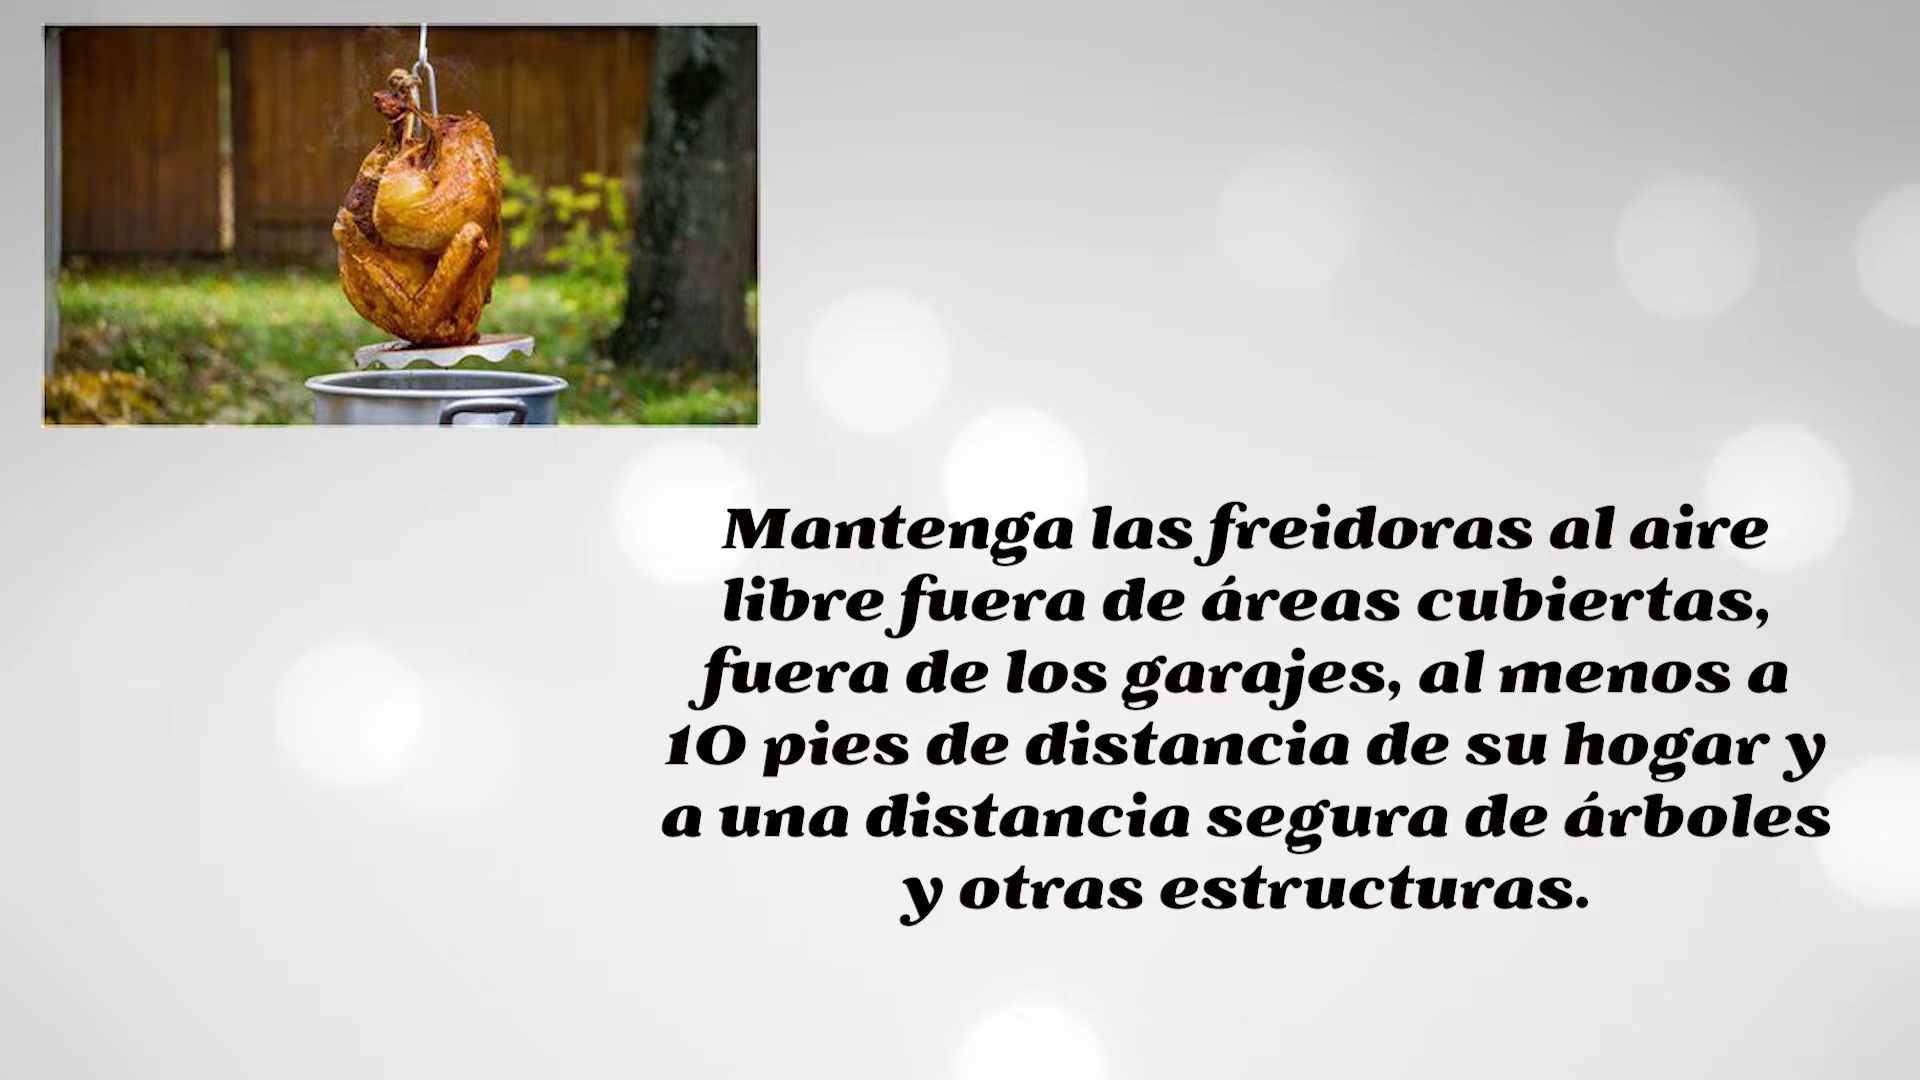 Mantenga las freidoras al aire
libre fuera de áreas cubiertas,
fuera de los garajes, al menos a
10 pies de distancia de su hogar y
a una distancia segura de árboles
y otras estructuras.